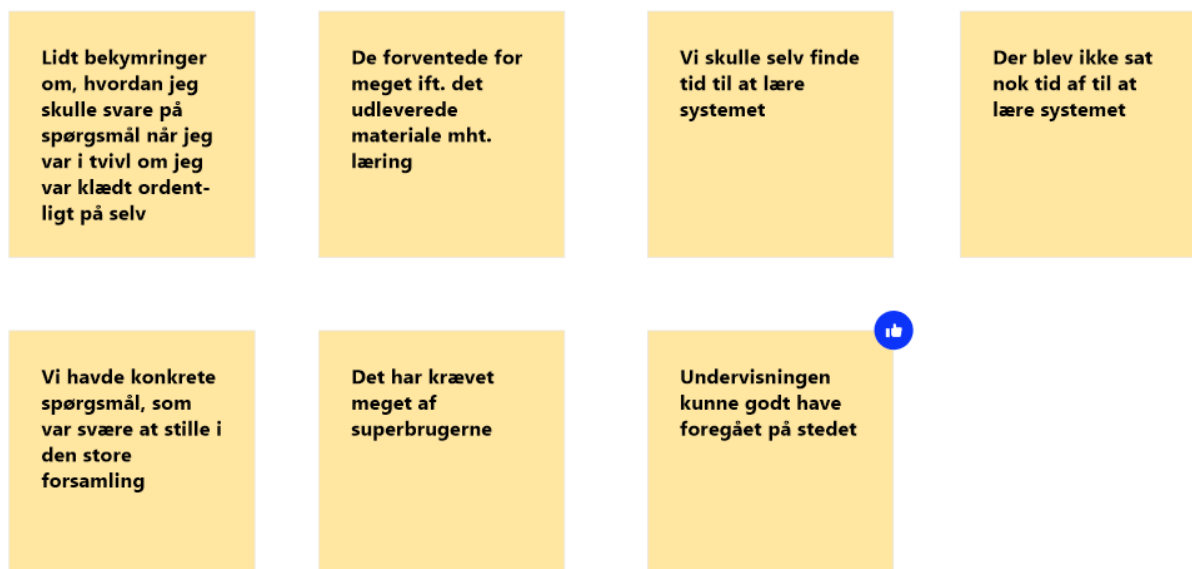 Lidt bekymringer
om, hvordan jeg
skulle svare på
spørgsmål når jeg
var i tvivl om jeg
var klædt ordent-
ligt på selv
De forventede for
meget ift. det
udleverede
materiale mht.
læring
Vi skulle selv finde
tid til at lære
systemet
Der blev ikke sat
nok tid af til at
lære systemet
Vi havde konkrete
spørgsmål, som
var svære at stille i
den store
forsamling
Det har krævet
meget af
superbrugerne
Undervisningen
kunne godt have
foregået på stedet